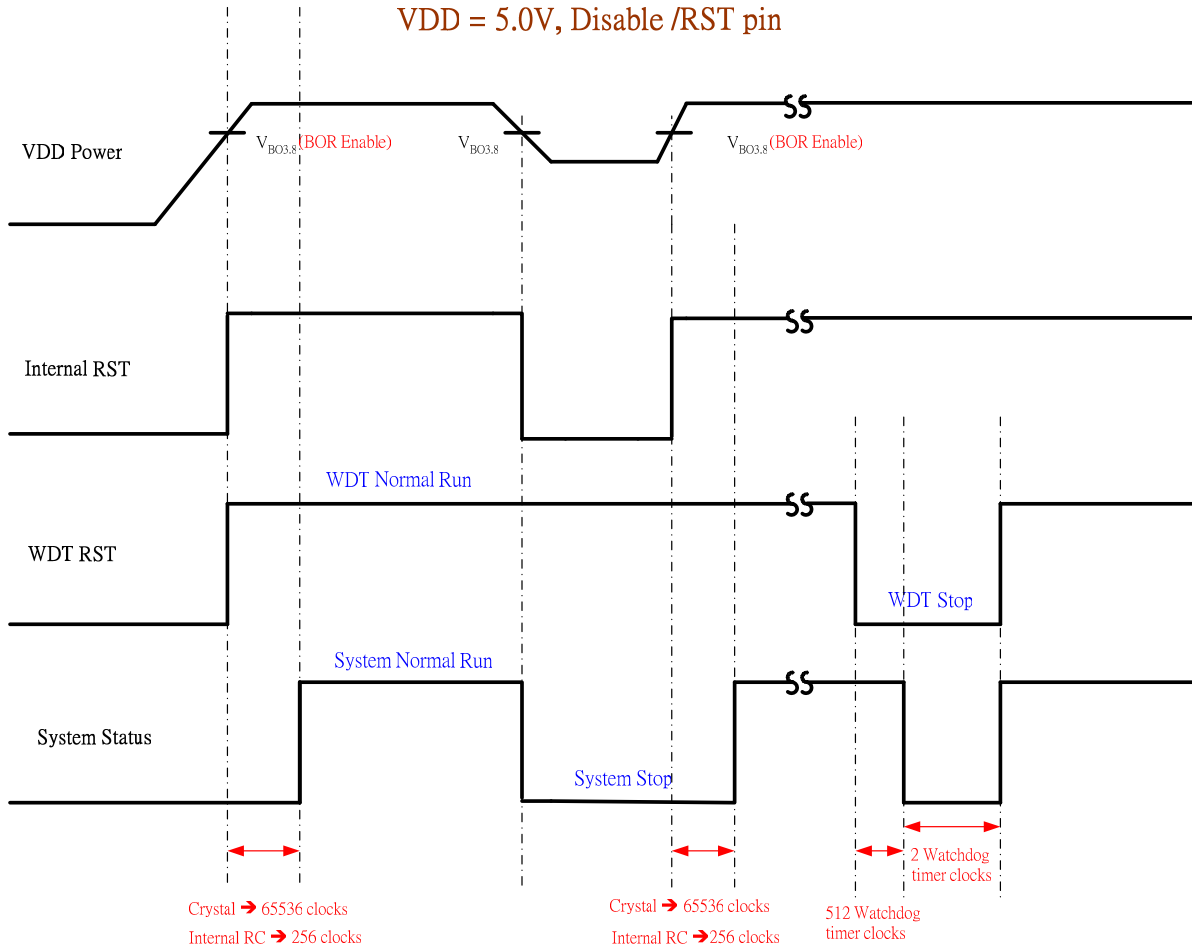 VDD = 5.0V, Disable /RST pin
VDD Power
VBO3.8 (BOR Enable)
VBO3.8
VBO3.8 (BOR Enable)
Internal RST
WDT Normal Run
WDT RST
WDT Stop
System Normal Run
System Status
System Stop
2 Watchdog
timer clocks
Crystal ➔ 65536 clocks
Internal RC ➔ 256 clocks
Crystal ➔ 65536 clocks
Internal RC ➔ 256 clocks
512 Watchdog
timer clocks